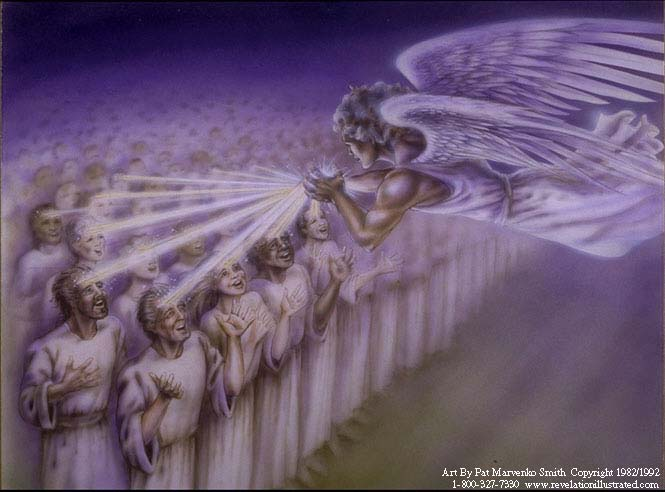 Art By Pat Marvenko Smith. Copyright 1982/1992
1-800-327-7330 www.revelationillustrated.com